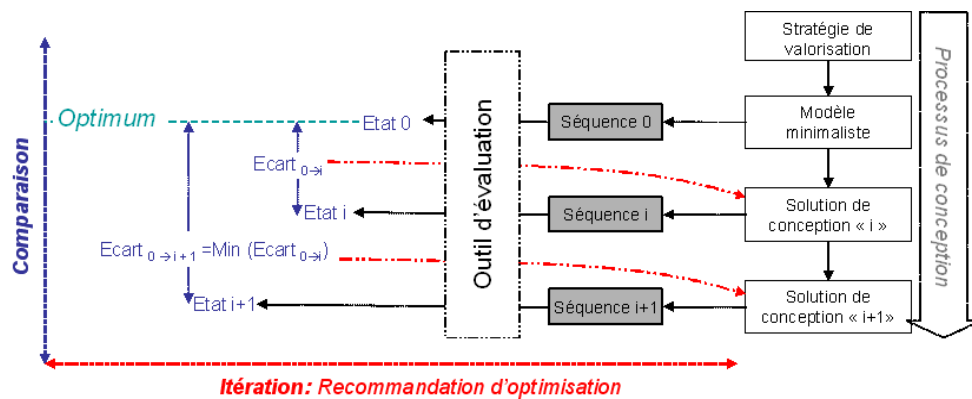 Stratégie de
valorisation
Optimum
Etat 0
Séquence 0
Modèle
minimaliste
Ecart 0→i
Etat i
Séquence i
Solution de
conception « i »
Ecart 0→i+1 =Min (Ecart0→i)
Etat i+1
Séquence i+1
Solution de
conception « i+1»
Outil d'évaluation
Comparaison
Processus de conception
Itération: Recommandation d'optimisation